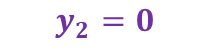 y₂ = 0